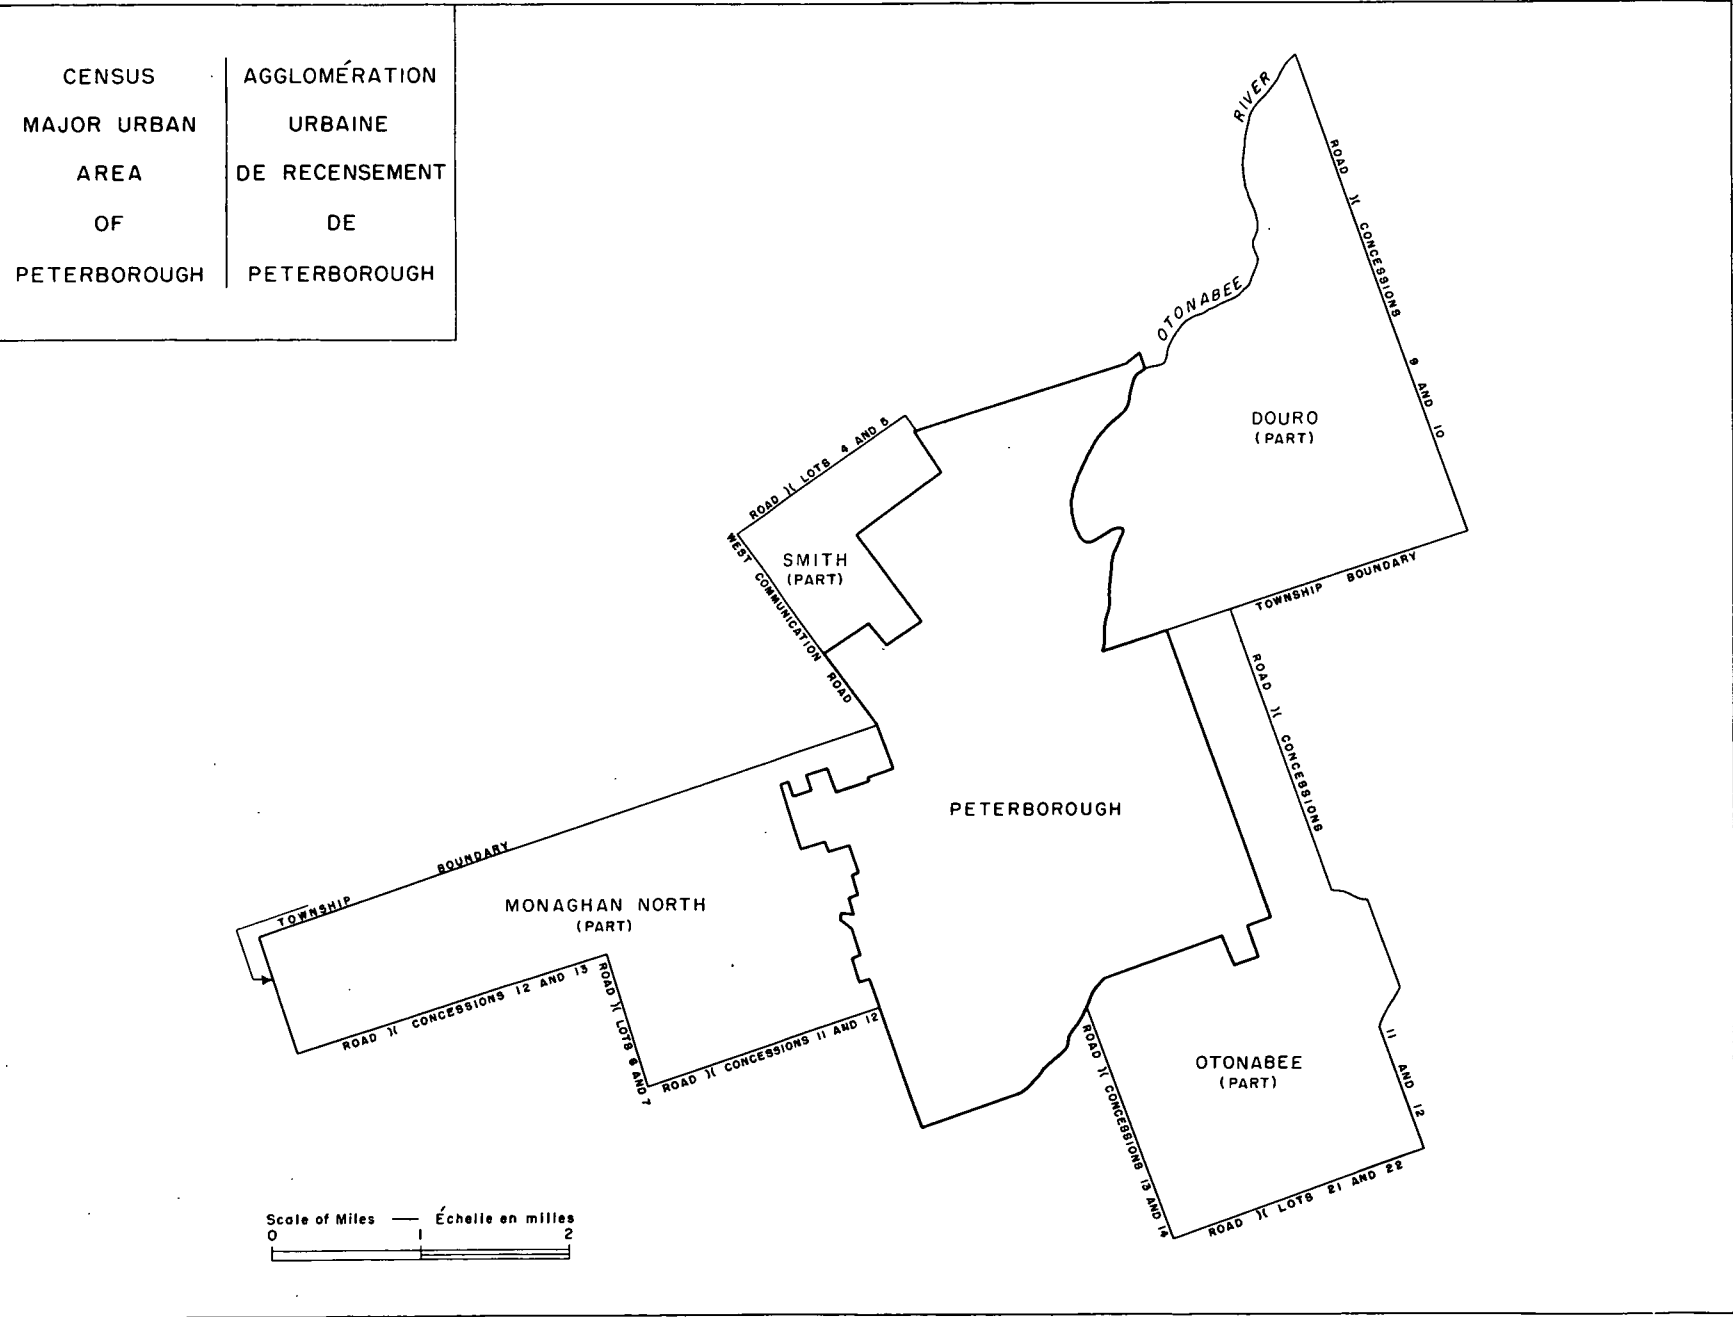 CENSUS
MAJOR URBAN
AREA
OF
PETERBOROUGH
AGGLOMÉRATION
URBAINE
DE RECENSEMENT
DE
PETERBOROUGH
OTONABEE RIVER
ROAD )( CONCESSIONS 9 AND 10
DOURO
(PART)
TOWNSHIP BOUNDARY
ROAD )( LOTS 4 AND 5
SMITH
(PART)
WEST COMMUNICATION ROAD
ROAD )( CONCESSIONS 11 AND 12
PETERBOROUGH
TOWNSHIP BOUNDARY
MONAGHAN NORTH
(PART)
ROAD )( CONCESSIONS 12 AND 13
ROAD )( LOTS 6 AND 7
ROAD )( CONCESSIONS 11 AND 12
OTONABEE
(PART)
ROAD )( CONCESSIONS 13 AND 14
ROAD )( LOTS 21 AND 22
Scale of Miles — Échelle en milles
0 1 2